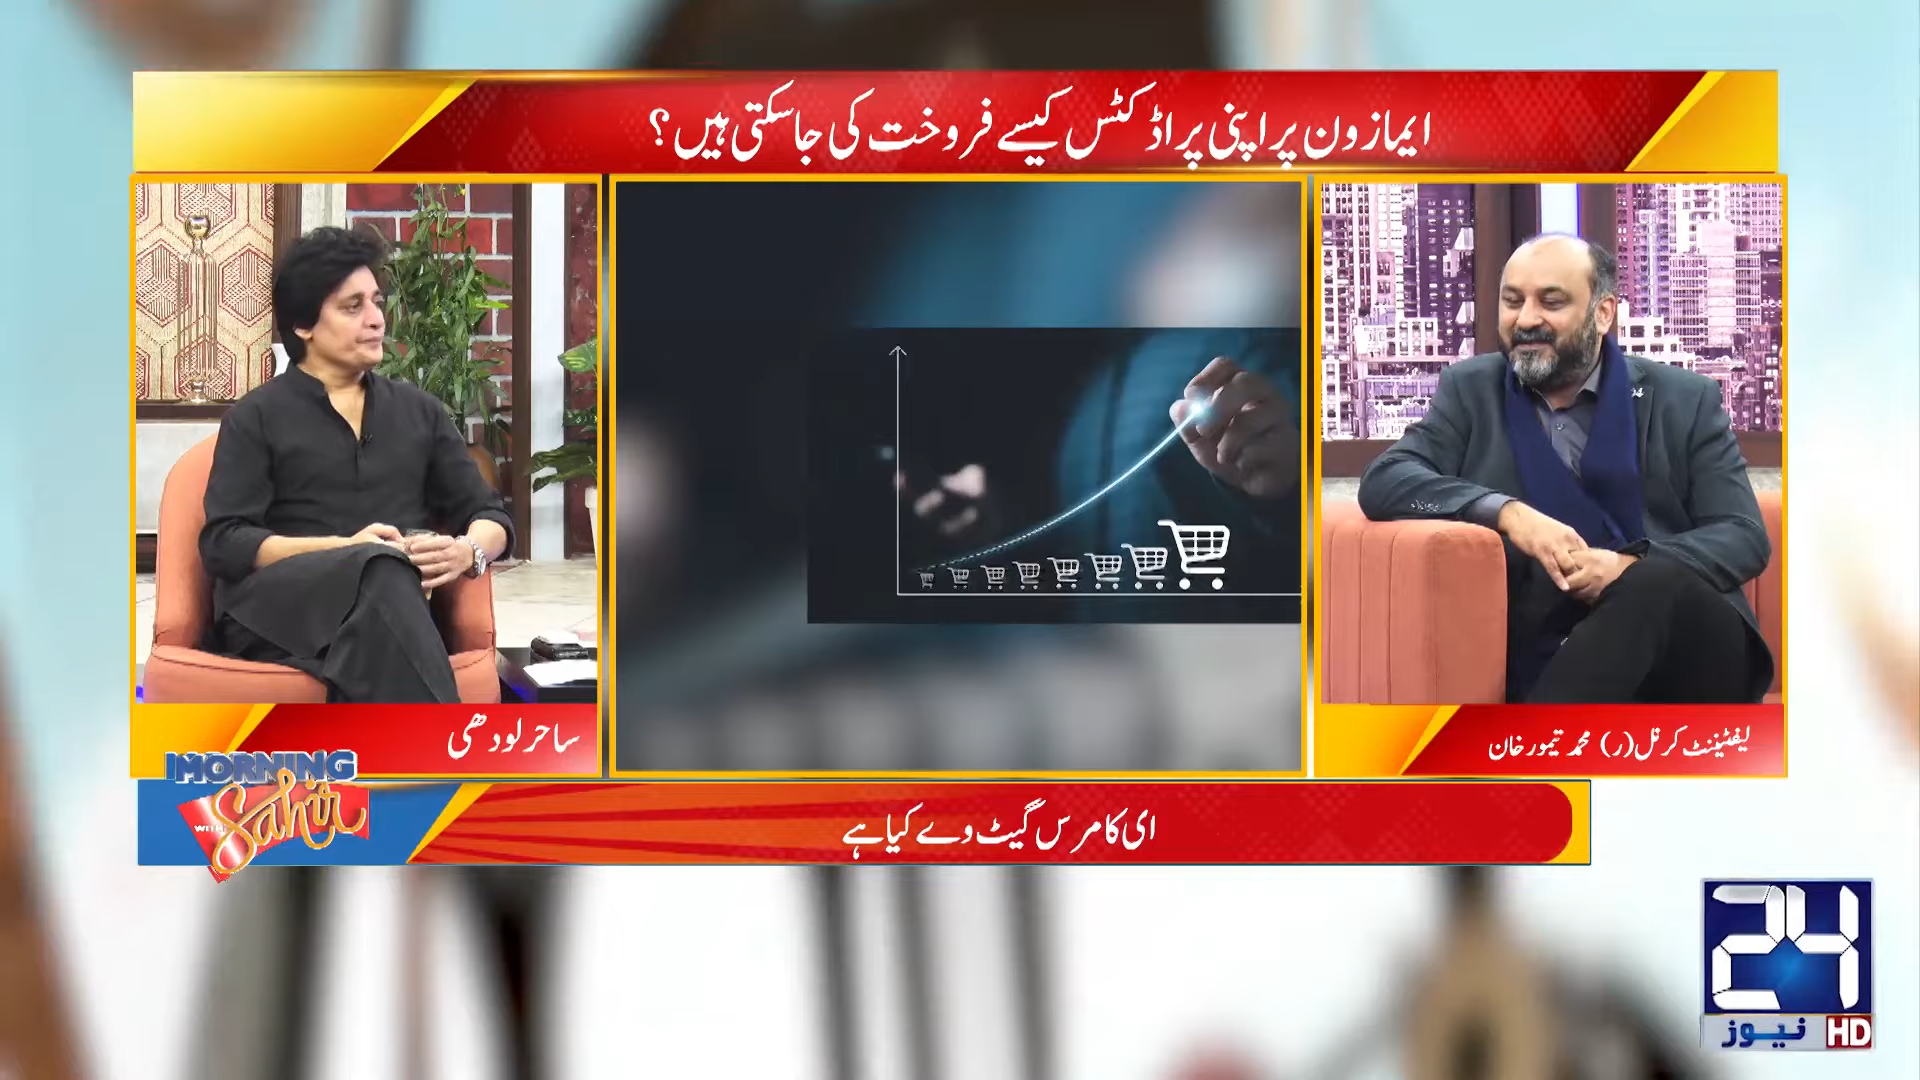 ایمازون پر اپنی پراڈکٹس کیسے فروخت کی جاسکتی ہیں؟
ساحر لودھی
لیفٹیننٹ کرنل (ر) محمد تیمور خان
MORNING
WITH
Sahir
ای کامرس گیٹ وے کیا ہے
24
نیوز HD